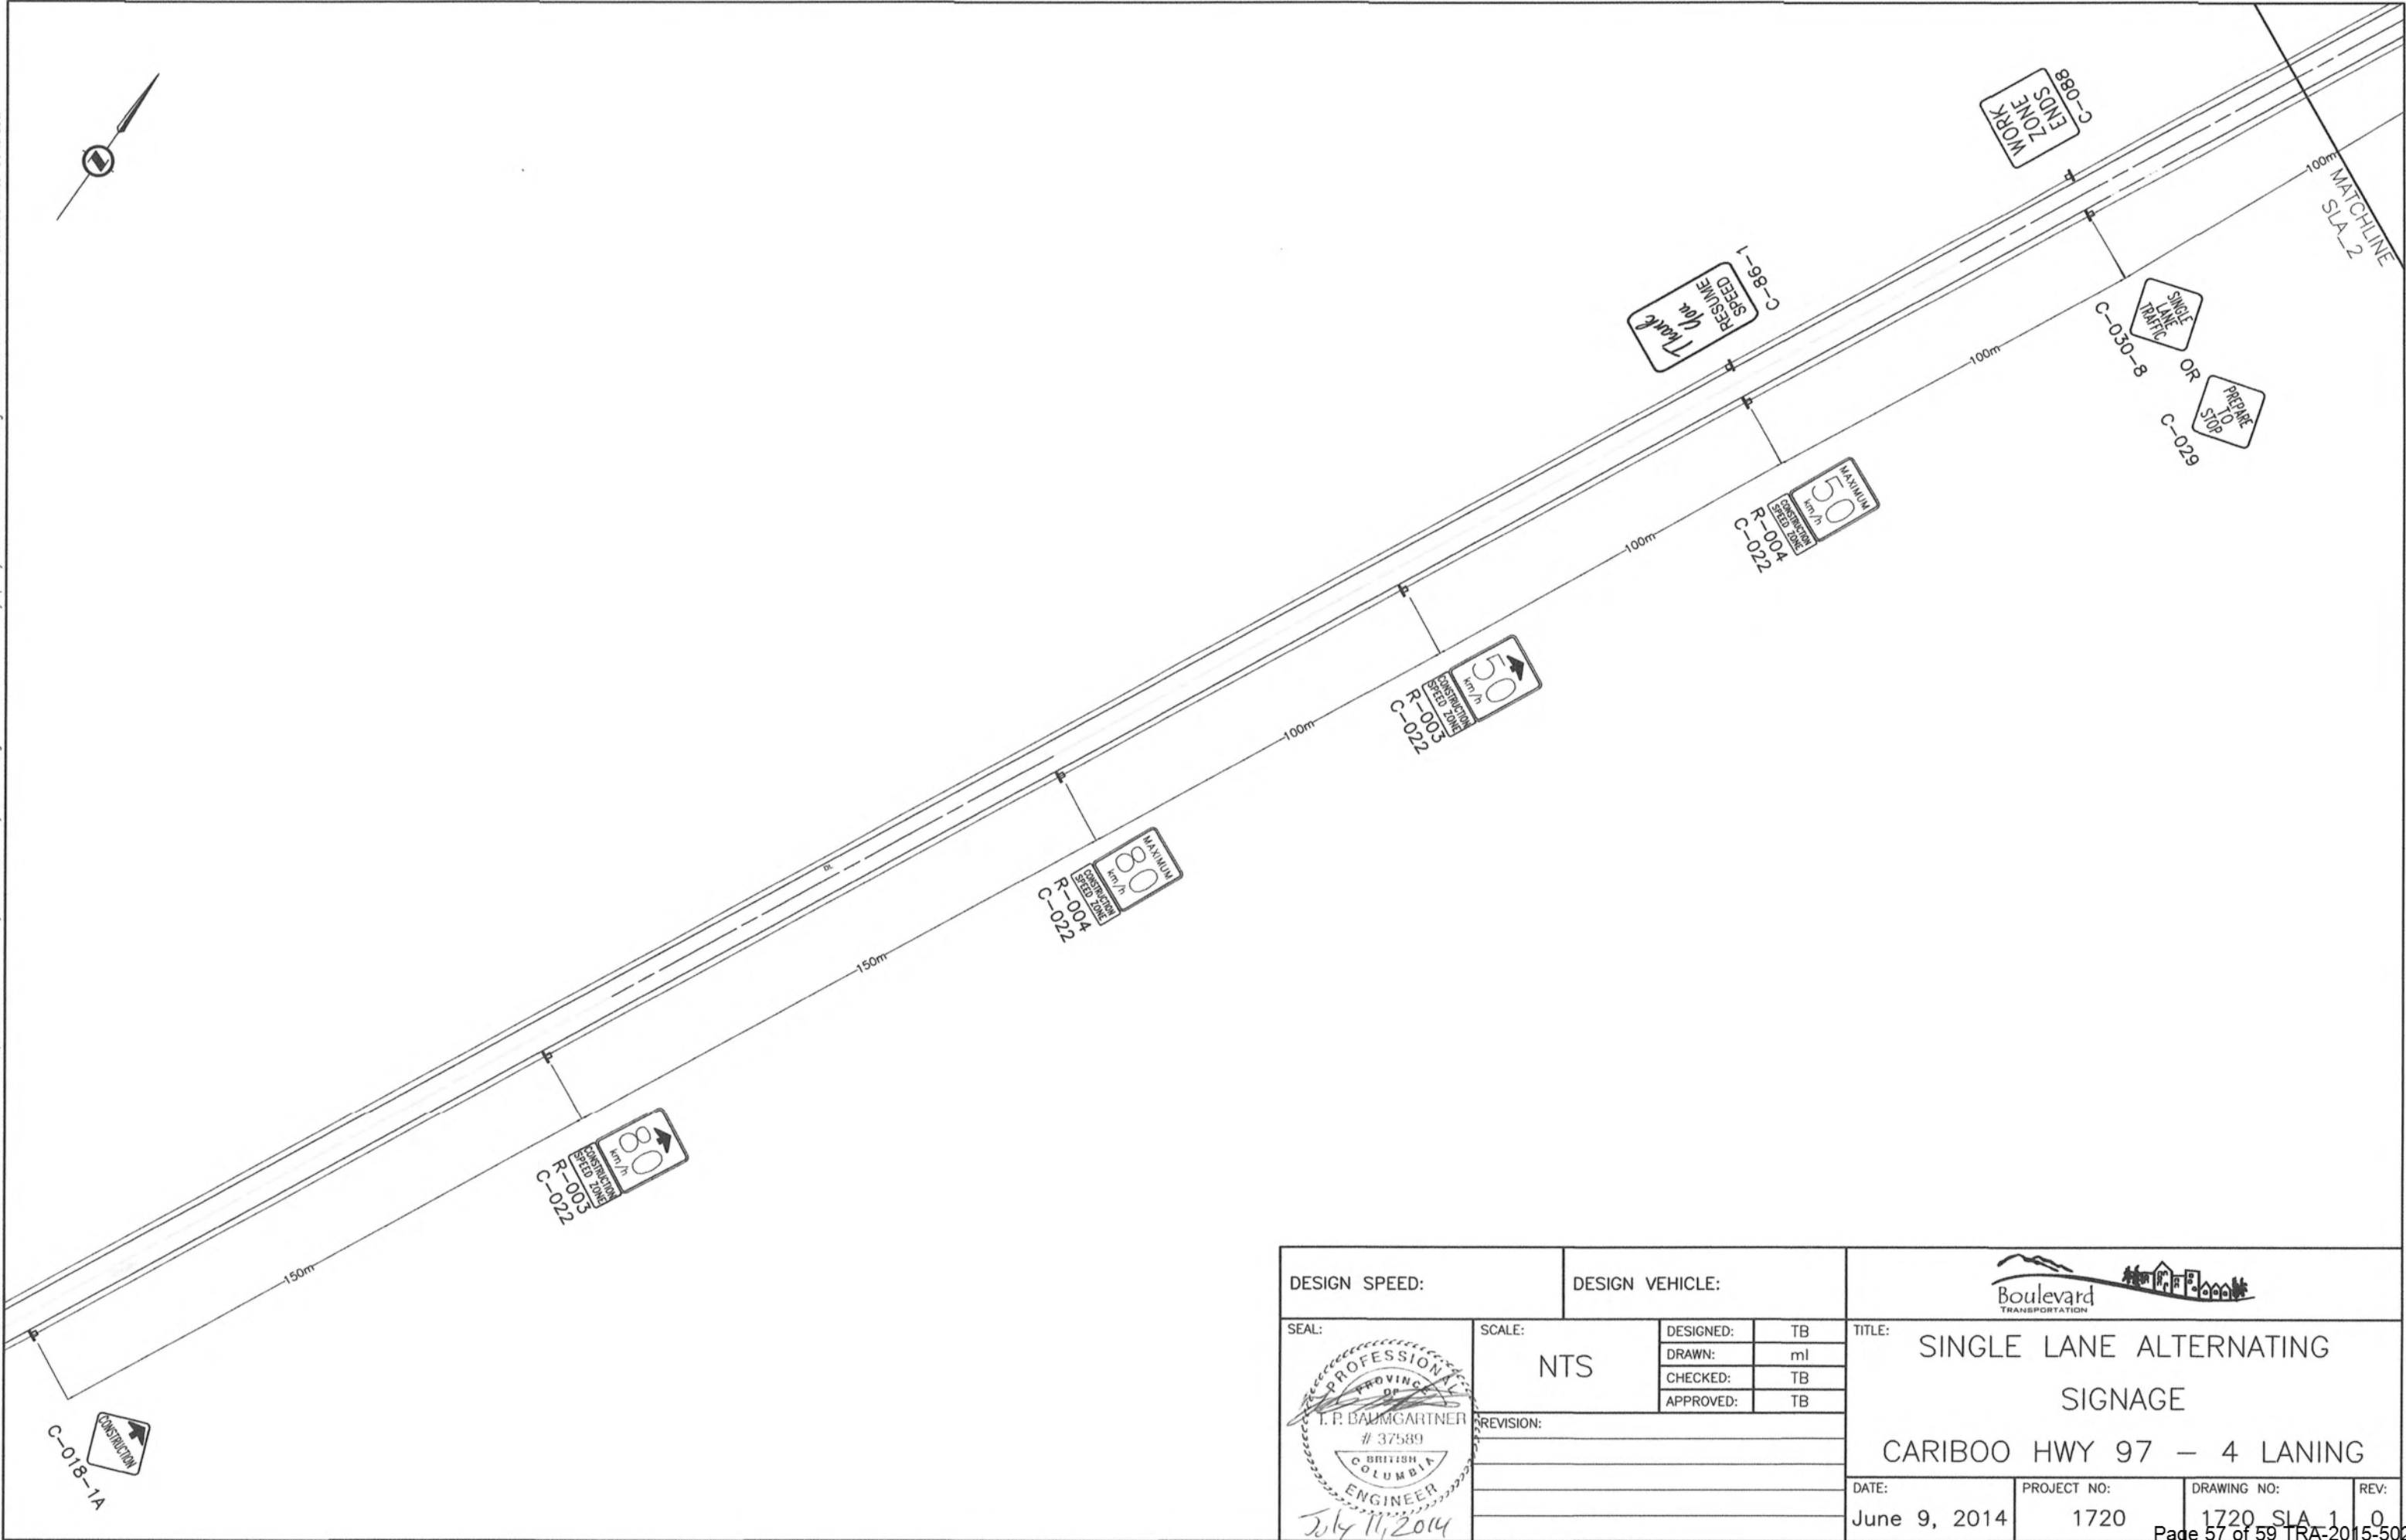 WORK
ZONE
ENDS
C-088
100m
MATCHLINE
SLA_2
Thank
You
RESUME
SPEED
C-86-1
SINGLE
LANE
TRAFFIC
C-030-8
OR
PREPARE
TO
STOP
C-029
100m
MAXIMUM
50
km/h
CONSTRUCTION
SPEED ZONE
R-004
C-022
100m
50
km/h
CONSTRUCTION
SPEED ZONE
R-003
C-022
100m
MAXIMUM
80
km/h
CONSTRUCTION
SPEED ZONE
R-004
C-022
150m
80
km/h
CONSTRUCTION
SPEED ZONE
R-003
C-022
150m
CONSTRUCTION
C-018-1A
DESIGN SPEED:
DESIGN VEHICLE:
Boulevard
TRANSPORTATION
SEAL:
PROFESSIONAL
PROVINCE
OF
T. P. BAUMGARTNER
# 37589
BRITISH
COLUMBIA
ENGINEER
July 11, 2014
SCALE:
NTS
DESIGNED: TB
DRAWN: ml
CHECKED: TB
APPROVED: TB
REVISION:
TITLE:
SINGLE LANE ALTERNATING
SIGNAGE
CARIBOO HWY 97 – 4 LANING
DATE:
June 9, 2014
PROJECT NO:
1720
DRAWING NO:
1720_SLA_1
REV:
0
Page 57 of 59 TRA-2015-502